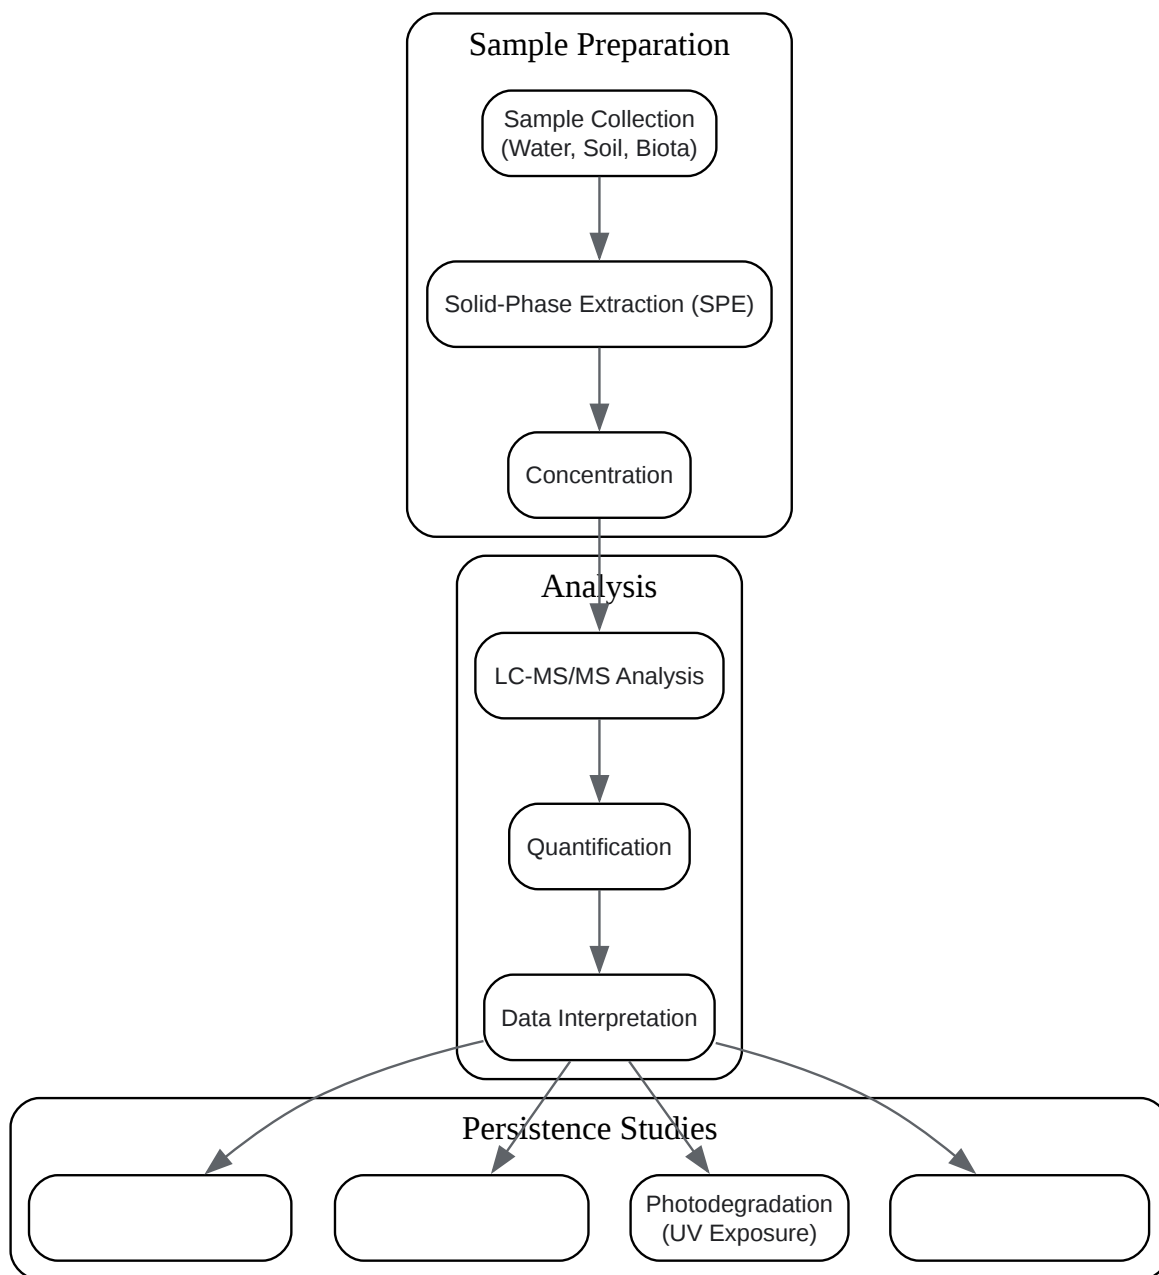 Sample Preparation
Sample Collection
(Water, Soil, Biota)
Solid-Phase Extraction (SPE)
Concentration
Analysis
LC-MS/MS Analysis
Quantification
Data Interpretation
Persistence Studies
Photodegradation
(UV Exposure)